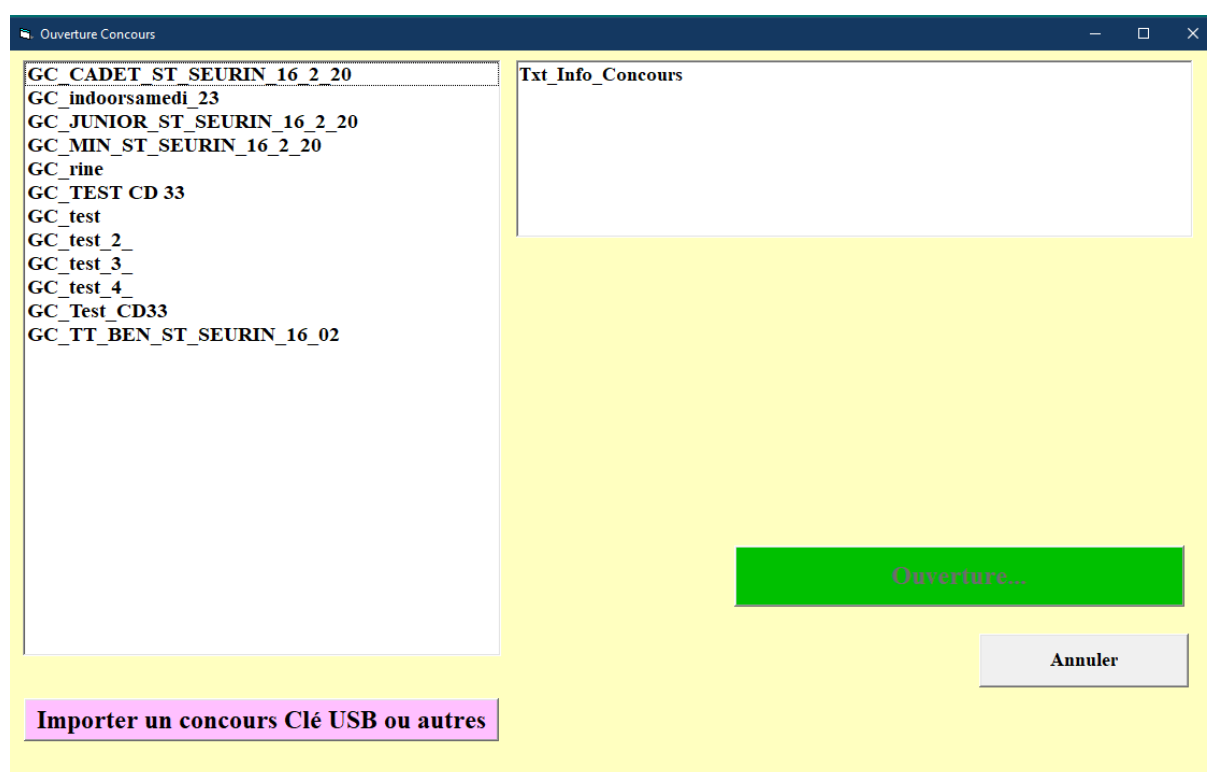 Ouverture Concours
GC_CADET_ST_SEURIN_16_2_20
GC_indoorsamedi_23
GC_JUNIOR_ST_SEURIN_16_2_20
GC_MIN_ST_SEURIN_16_2_20
GC_rine
GC_TEST CD 33
GC_test
GC_test_2_
GC_test_3_
GC_test_4_
GC_Test_CD33
GC_TT_BEN_ST_SEURIN_16_02
Txt_Info_Concours
Ouverture...
Annuler
Importer un concours Clé USB ou autres